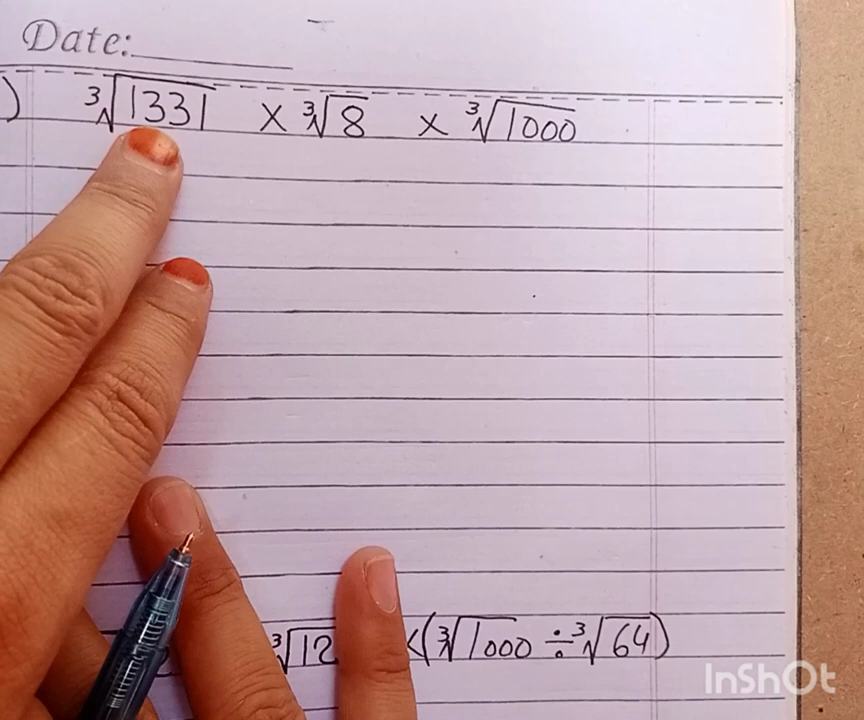 Date:
) ∛1331 × ∛8 × ∛1000
∛12 (∛1000 ÷ ∛64)
InShOt